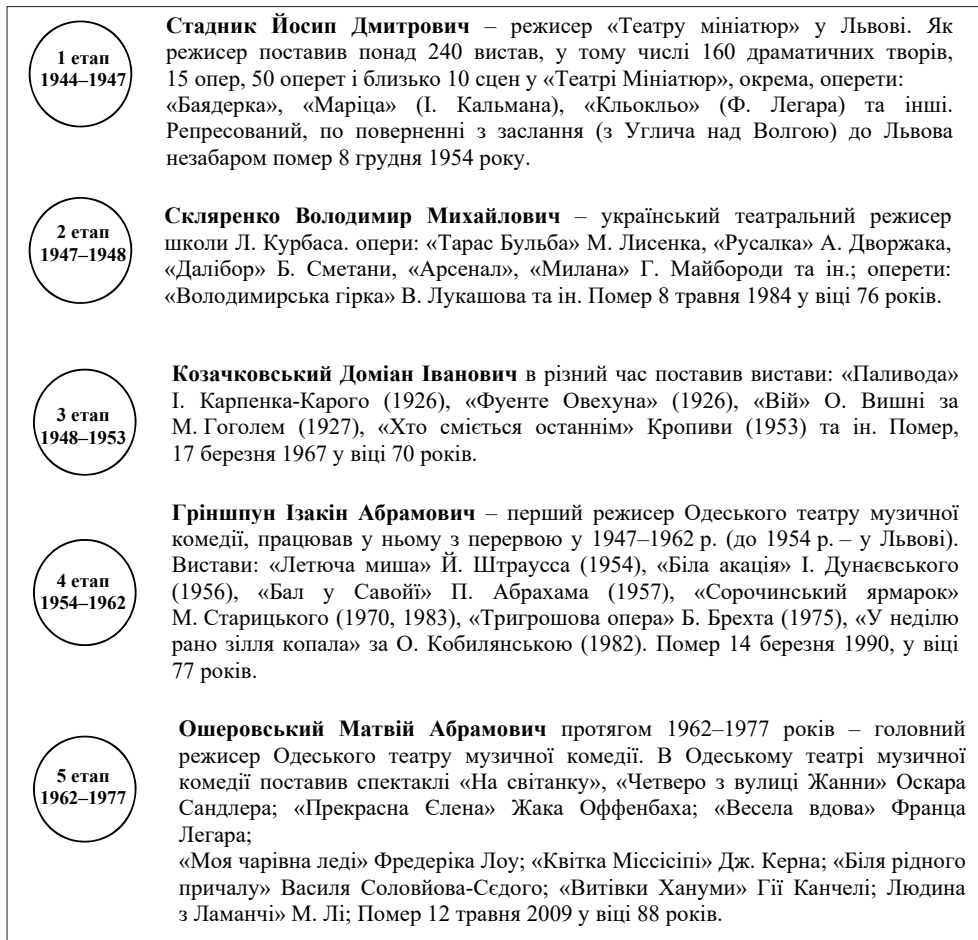 1 етап
1944–1947
Стадник Йосип Дмитрович – режисер «Театру мініатюр» у Львові. Як
режисер поставив понад 240 вистав, у тому числі 160 драматичних творів,
15 опер, 50 оперет і близько 10 сцен у «Театрі Мініатюр», окрема, оперети:
«Баядерка», «Маріца» (І. Кальмана), «Кльокльо» (Ф. Легара) та інші.
Репресований, по поверненні з заслання (з Углича над Волгою) до Львова
незабаром помер 8 грудня 1954 року.
2 етап
1947–1948
Скляренко Володимир Михайлович – український театральний режисер
школи Л. Курбаса. опери: «Тарас Бульба» М. Лисенка, «Русалка» А. Дворжака,
«Далібор» Б. Сметани, «Арсенал», «Милана» Г. Майбороди та ін.; оперети:
«Володимирська гірка» В. Лукашова та ін. Помер 8 травня 1984 у віці 76 років.
3 етап
1948–1953
Козачковський Доміан Іванович в різний час поставив вистави: «Паливода»
І. Карпенка-Карого (1926), «Фуенте Овехуна» (1926), «Вій» О. Вишні за
М. Гоголем (1927), «Хто сміється останнім» Кропиви (1953) та ін. Помер,
17 березня 1967 у віці 70 років.
4 етап
1954–1962
Гріншпун Ізакін Абрамович – перший режисер Одеського театру музичної
комедії, працював у ньому з перервою у 1947–1962 р. (до 1954 р. – у Львові).
Вистави: «Летюча миша» Й. Штраусса (1954), «Біла акація» І. Дунаєвського
(1956), «Бал у Савойї» П. Абрахама (1957), «Сорочинський ярмарок»
М. Старицького (1970, 1983), «Тригрошова опера» Б. Брехта (1975), «У неділю
рано зілля копала» за О. Кобилянською (1982). Помер 14 березня 1990, у віці
77 років.
5 етап
1962–1977
Ошеровський Матвій Абрамович протягом 1962–1977 років – головний
режисер Одеського театру музичної комедії. В Одеському театрі музичної
комедії поставив спектаклі «На світанку», «Четверо з вулиці Жанни» Оскара
Сандлера; «Прекрасна Єлена» Жака Оффенбаха; «Весела вдова» Франца
Легара;
«Моя чарівна леді» Фредеріка Лоу; «Квітка Міссісіпі» Дж. Керна; «Біля рідного
причалу» Василя Соловйова-Сєдого; «Витівки Хануми» Гії Канчелі; Людина
з Ламанчі» М. Лі; Помер 12 травня 2009 у віці 88 років.